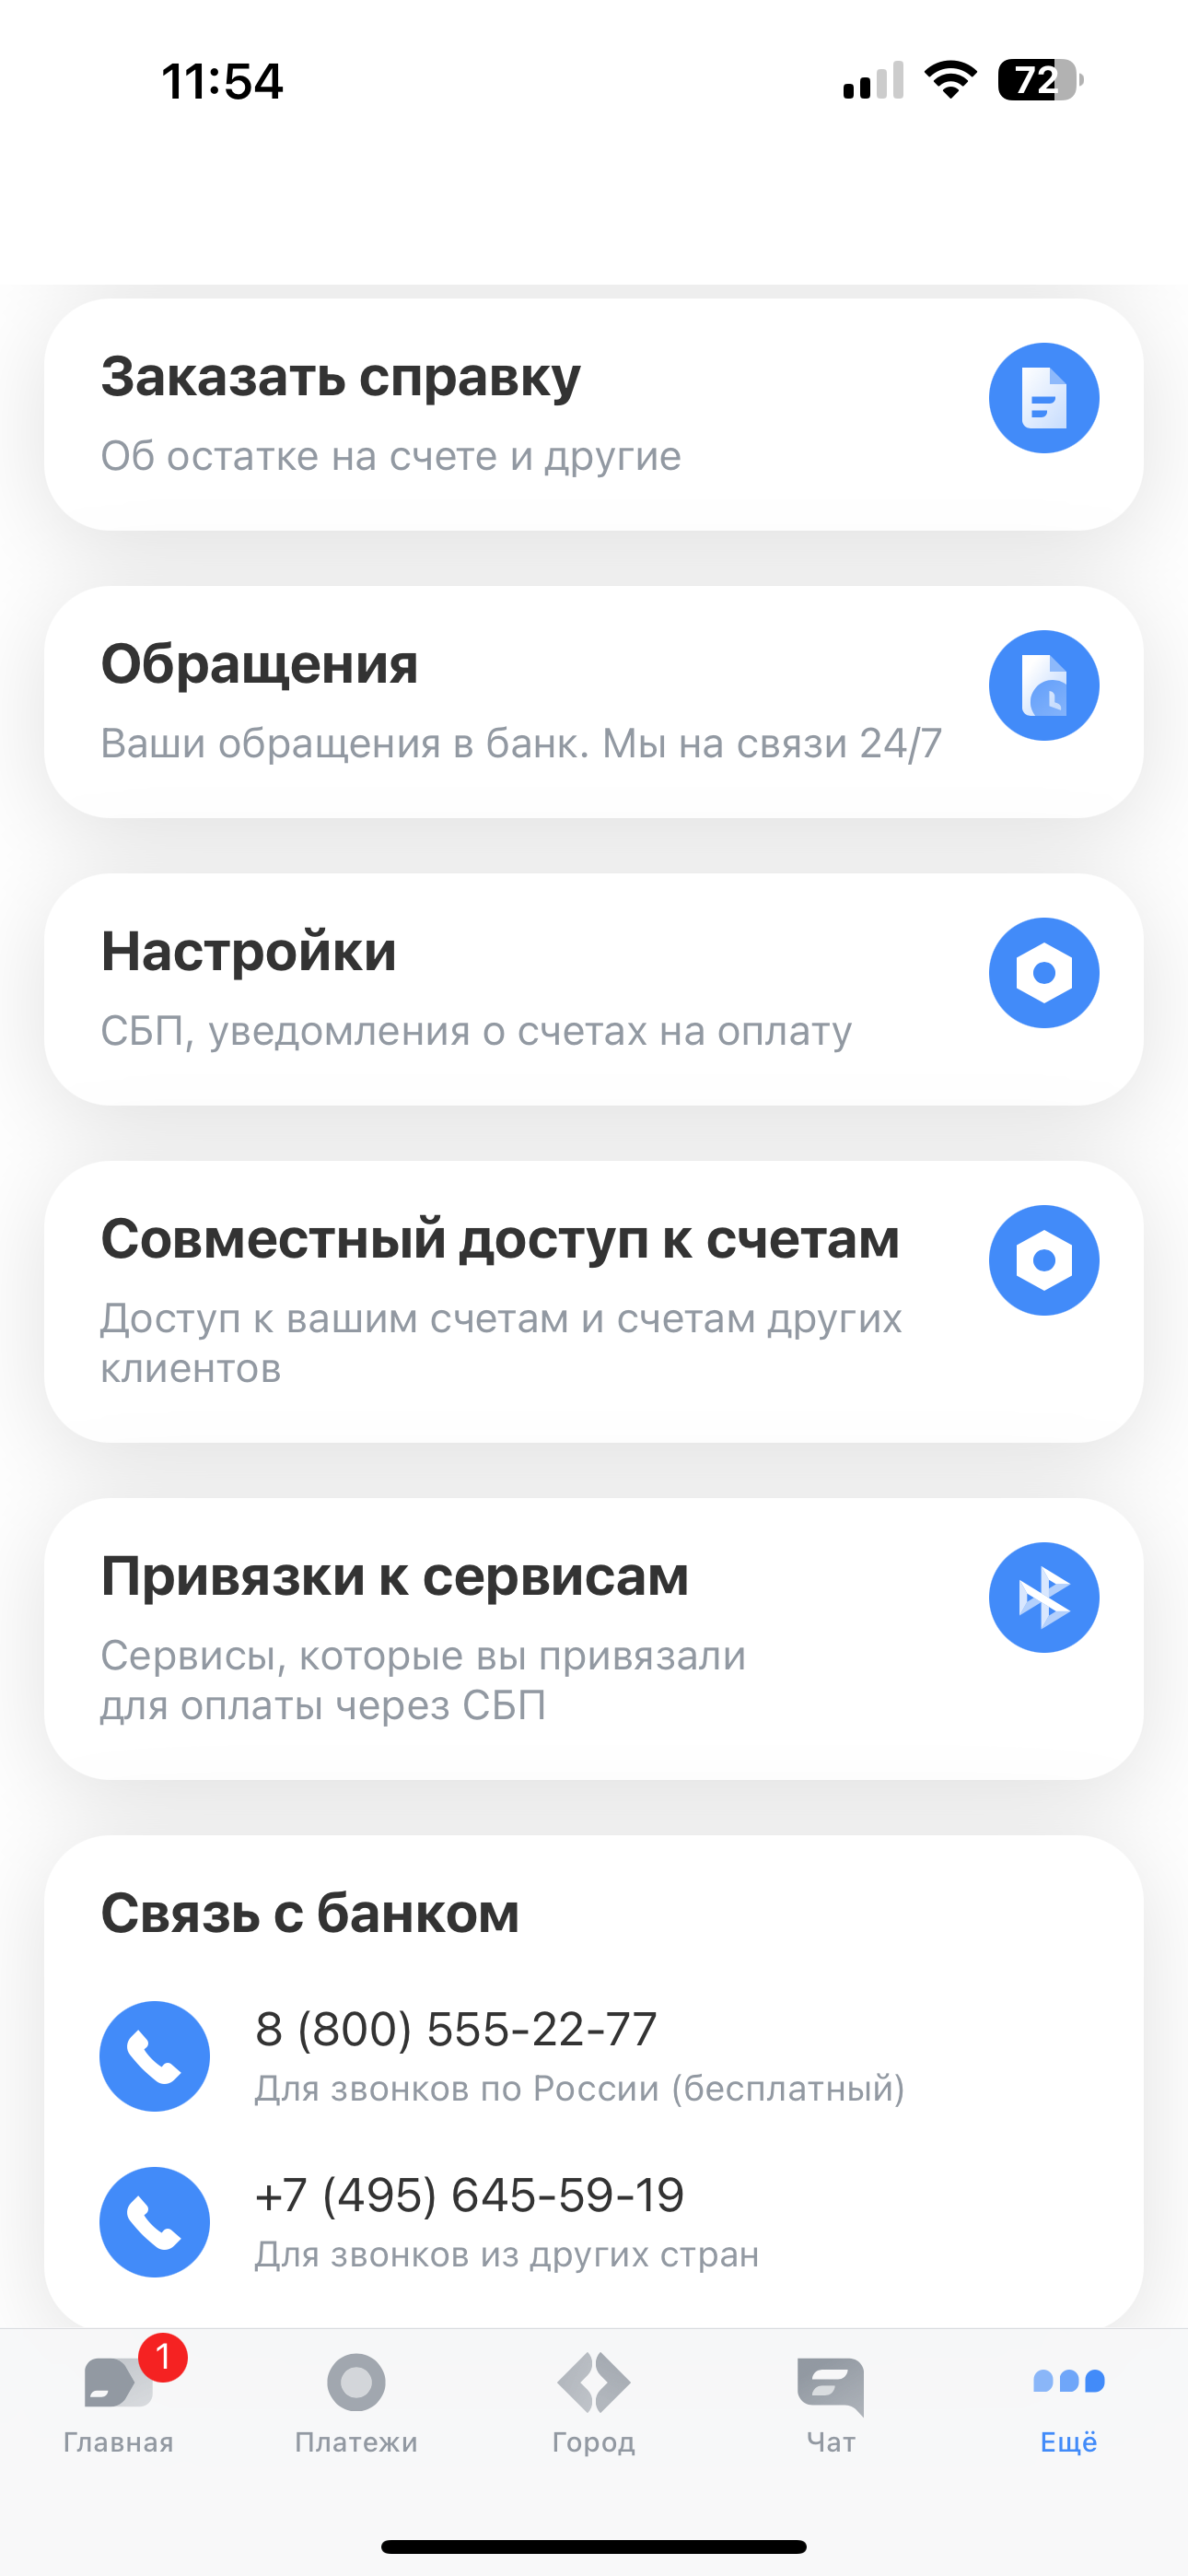 11:54
72
Заказать справку
Об остатке на счете и другие
Обращения
Ваши обращения в банк. Мы на связи 24/7
Настройки
СБП, уведомления о счетах на оплату
Совместный доступ к счетам
Доступ к вашим счетам и счетам других
клиентов
Привязки к сервисам
Сервисы, которые вы привязали
для оплаты через СБП
Связь с банком
8 (800) 555-22-77
Для звонков по России (бесплатный)
+7 (495) 645-59-19
Для звонков из других стран
1
Главная
Платежи
Город
Чат
Ещё